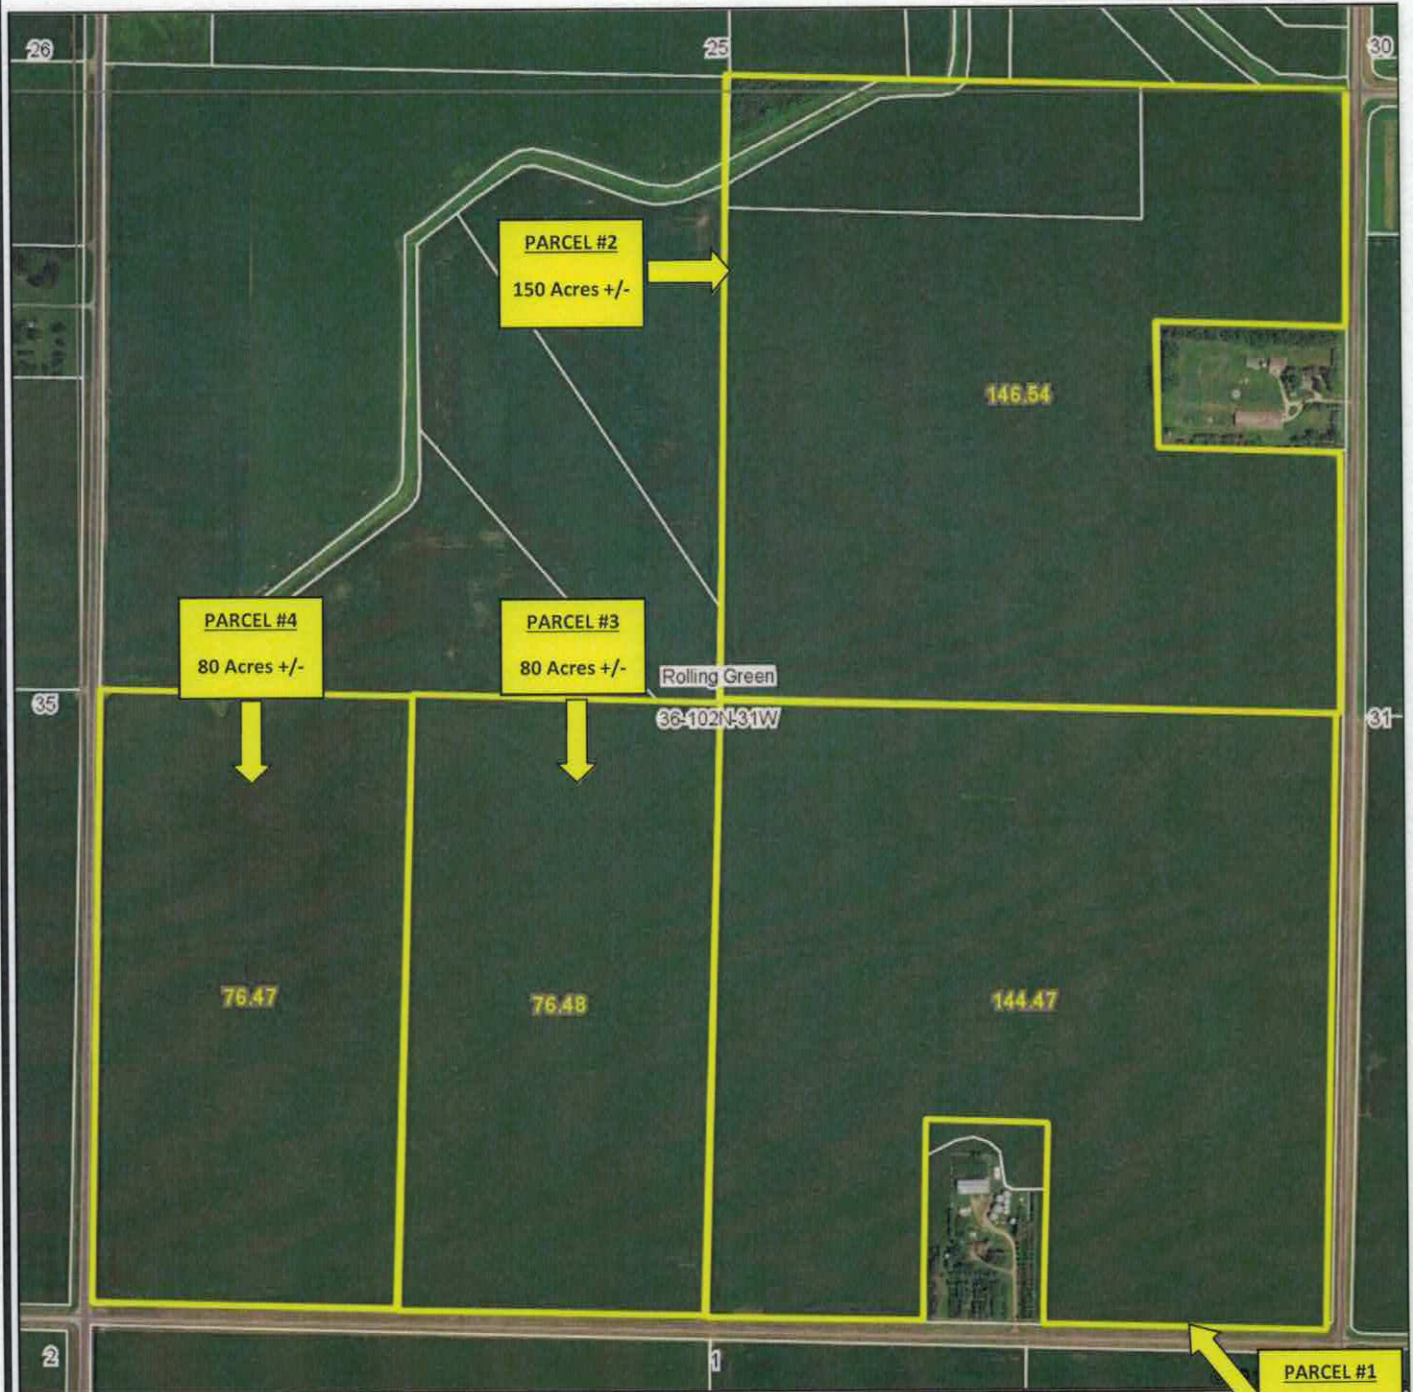 26
25
30
PARCEL #2
150 Acres +/-
146.54
PARCEL #4
80 Acres +/-
PARCEL #3
80 Acres +/-
Rolling Green
35
36-102N-31W
31
76.47
76.48
144.47
2
1
PARCEL #1